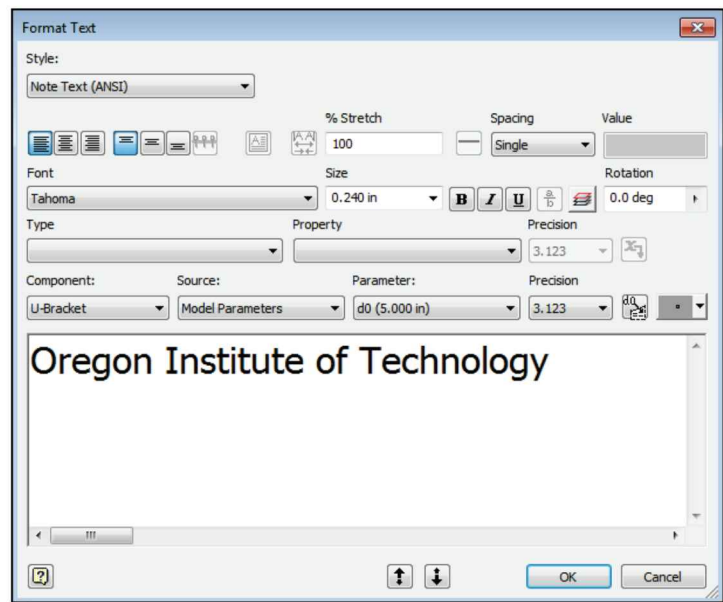 Format Text
Style:
Note Text (ANSI)
% Stretch Spacing Value
100 Single
Font Size Rotation
Tahoma 0.240 in B I U a/b 0.0 deg
Type Property Precision
3.123
Component: Source: Parameter: Precision
U-Bracket Model Parameters d0 (5.000 in) 3.123
Oregon Institute of Technology
OK Cancel